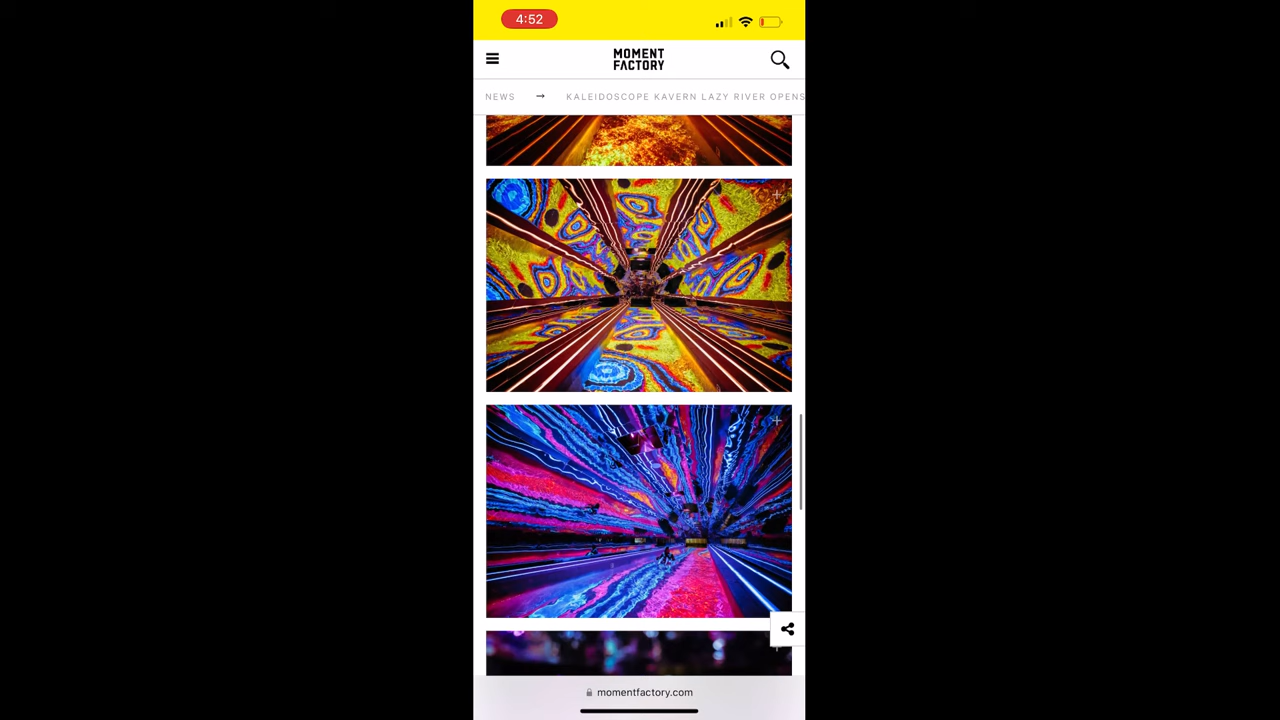 4:52
MOMENT
FACTORY
NEWS → KALEIDOSCOPE KAVERN LAZY RIVER OPENS
momentfactory.com